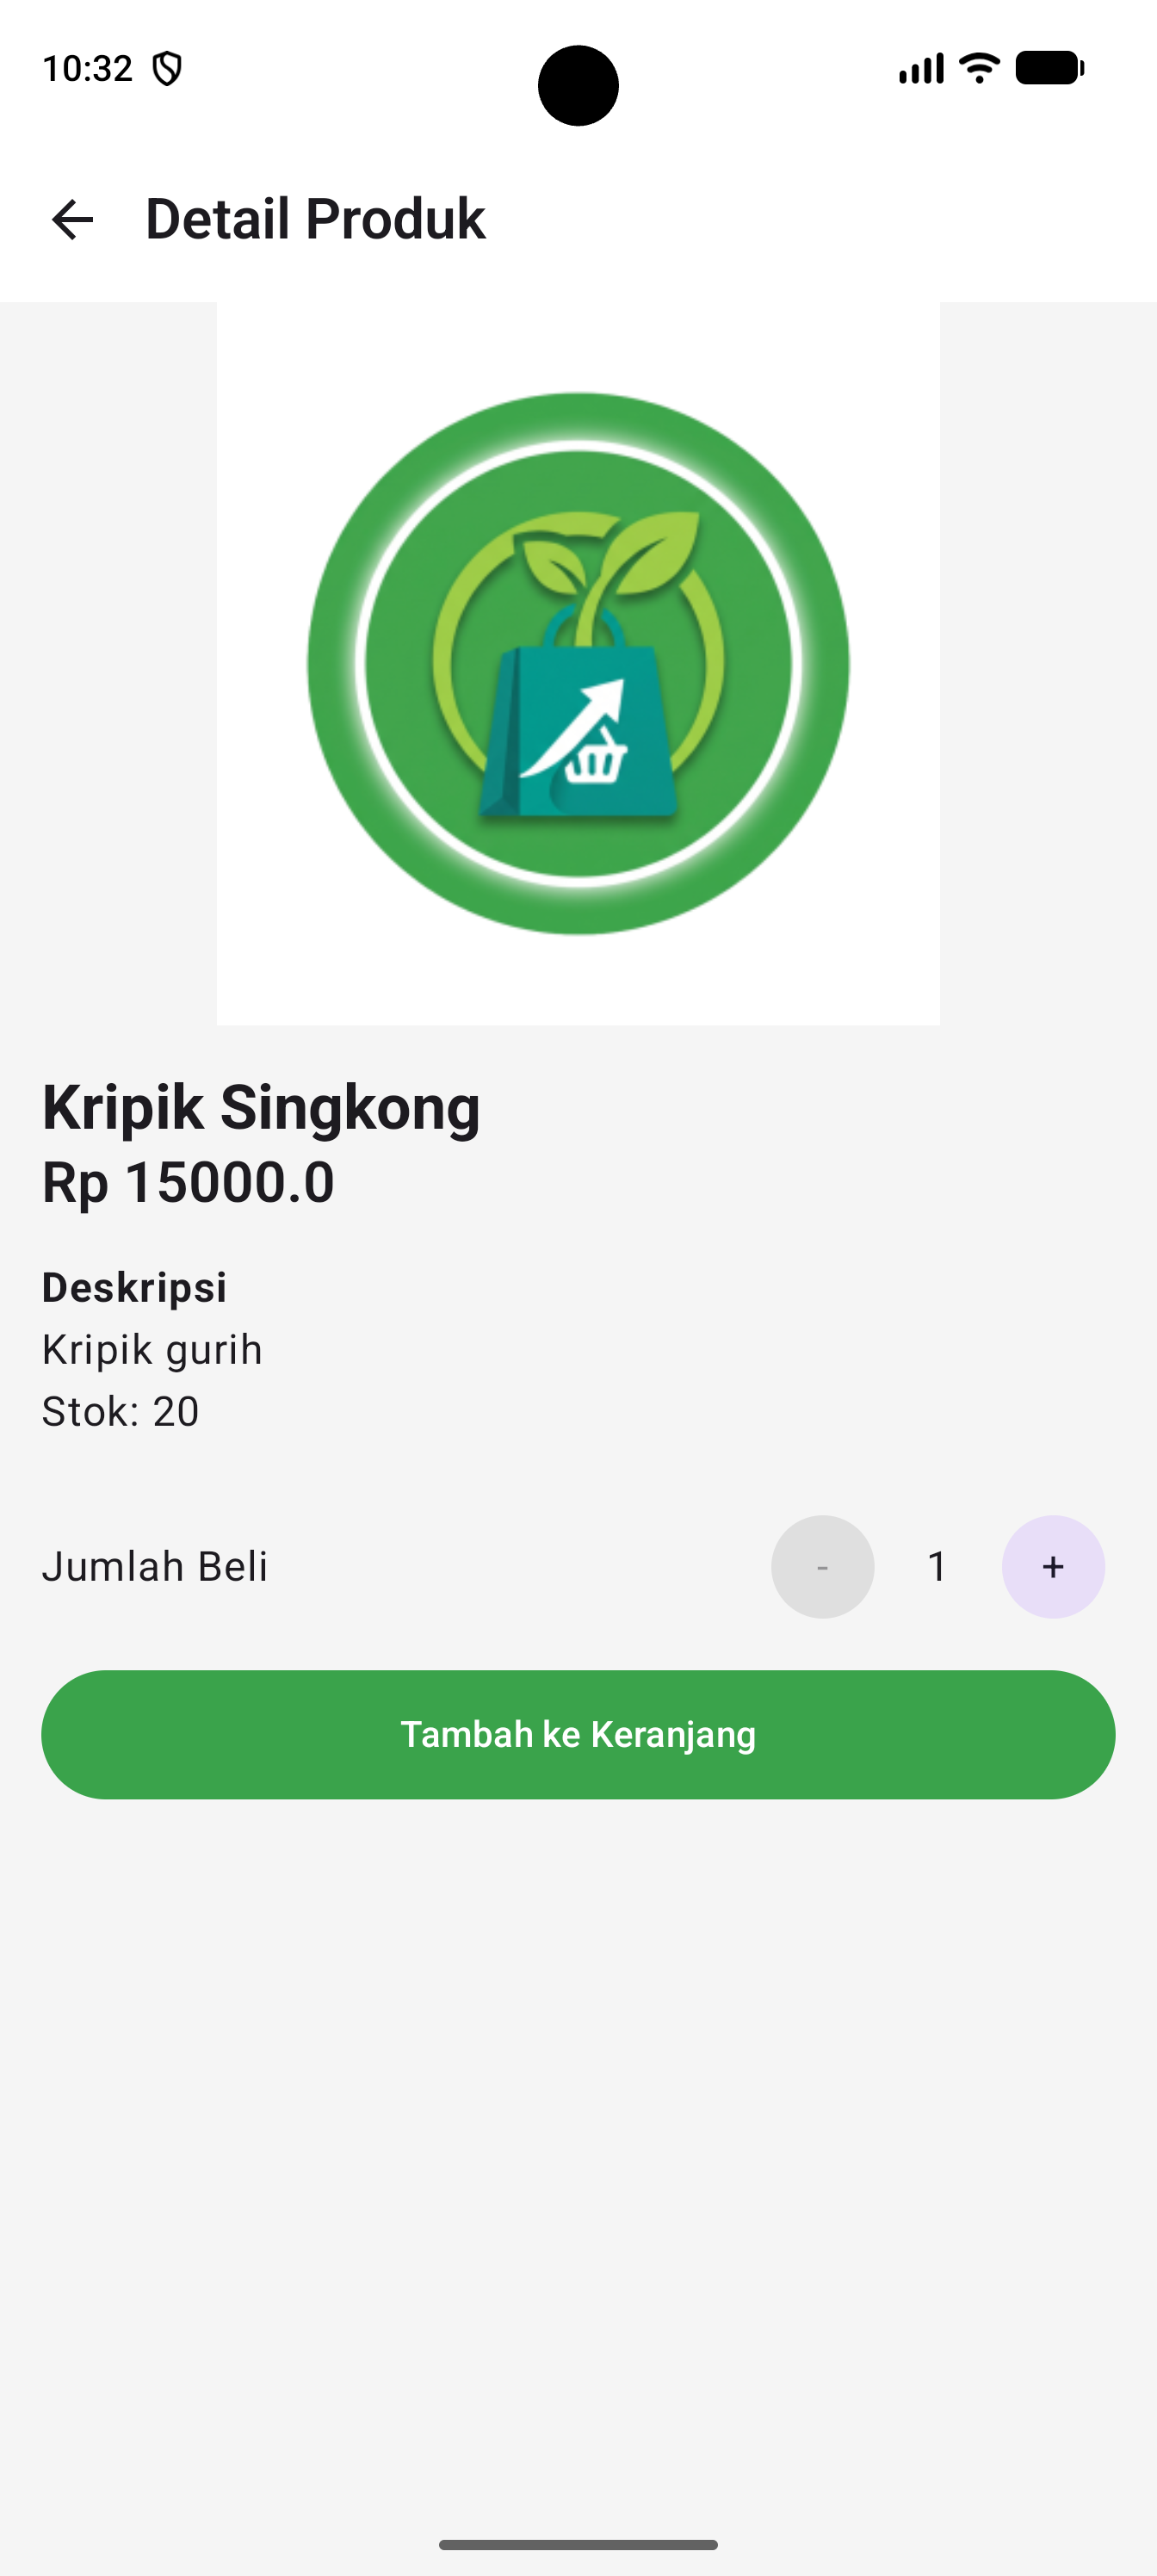 10:32
Detail Produk
Kripik Singkong
Rp 15000.0
Deskripsi
Kripik gurih
Stok: 20
Jumlah Beli - 1 +
Tambah ke Keranjang